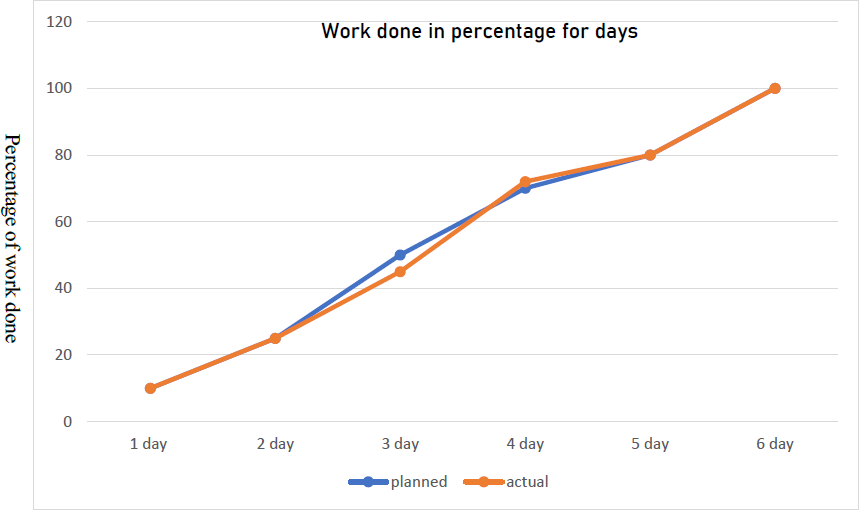 Work done in percentage for days
120
100
80
60
40
20
0
Percentage of work done
1 day 2 day 3 day 4 day 5 day 6 day
planned actual